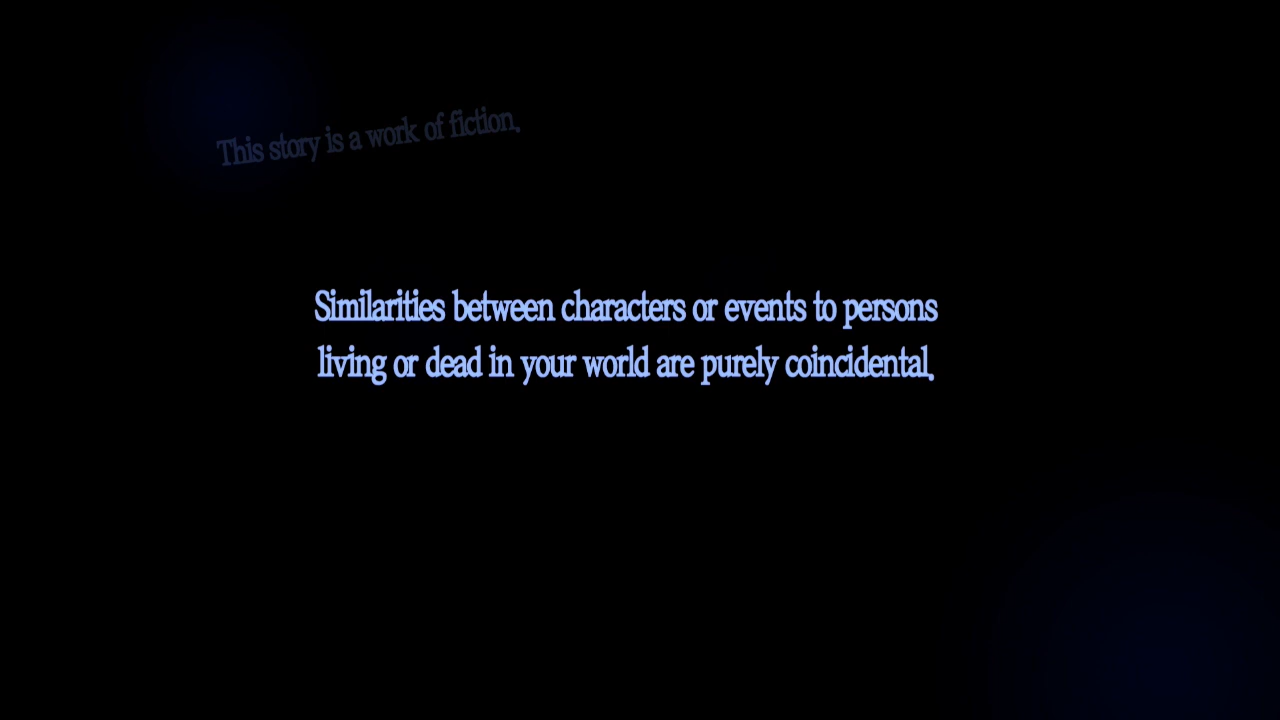 This story is a work of fiction.
Similarities between characters or events to persons
living or dead in your world are purely coincidental.